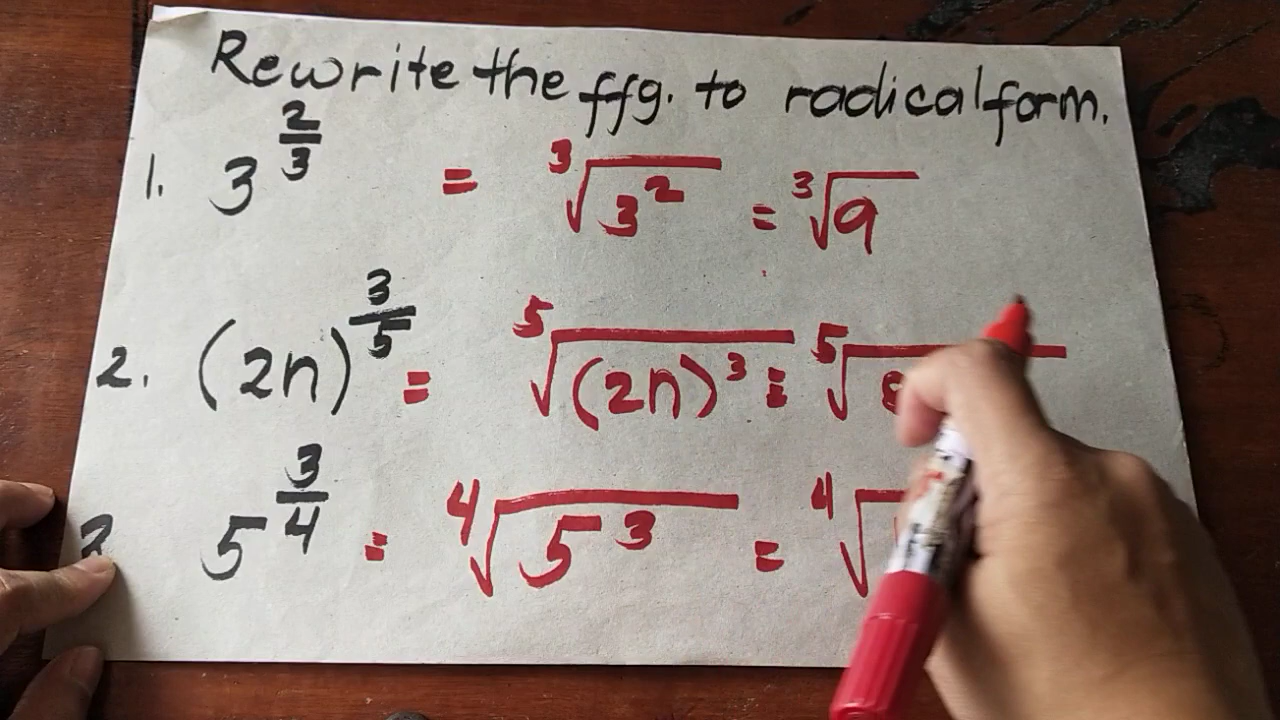 Rewrite the ffg. to radical form.
1. 3^(2/3) = ∛(3²) = ∛9
2. (2n)^(3/5) = ⁵√((2n)³) = ⁵√
5^(3/4) = ⁴√(5³) = ⁴√